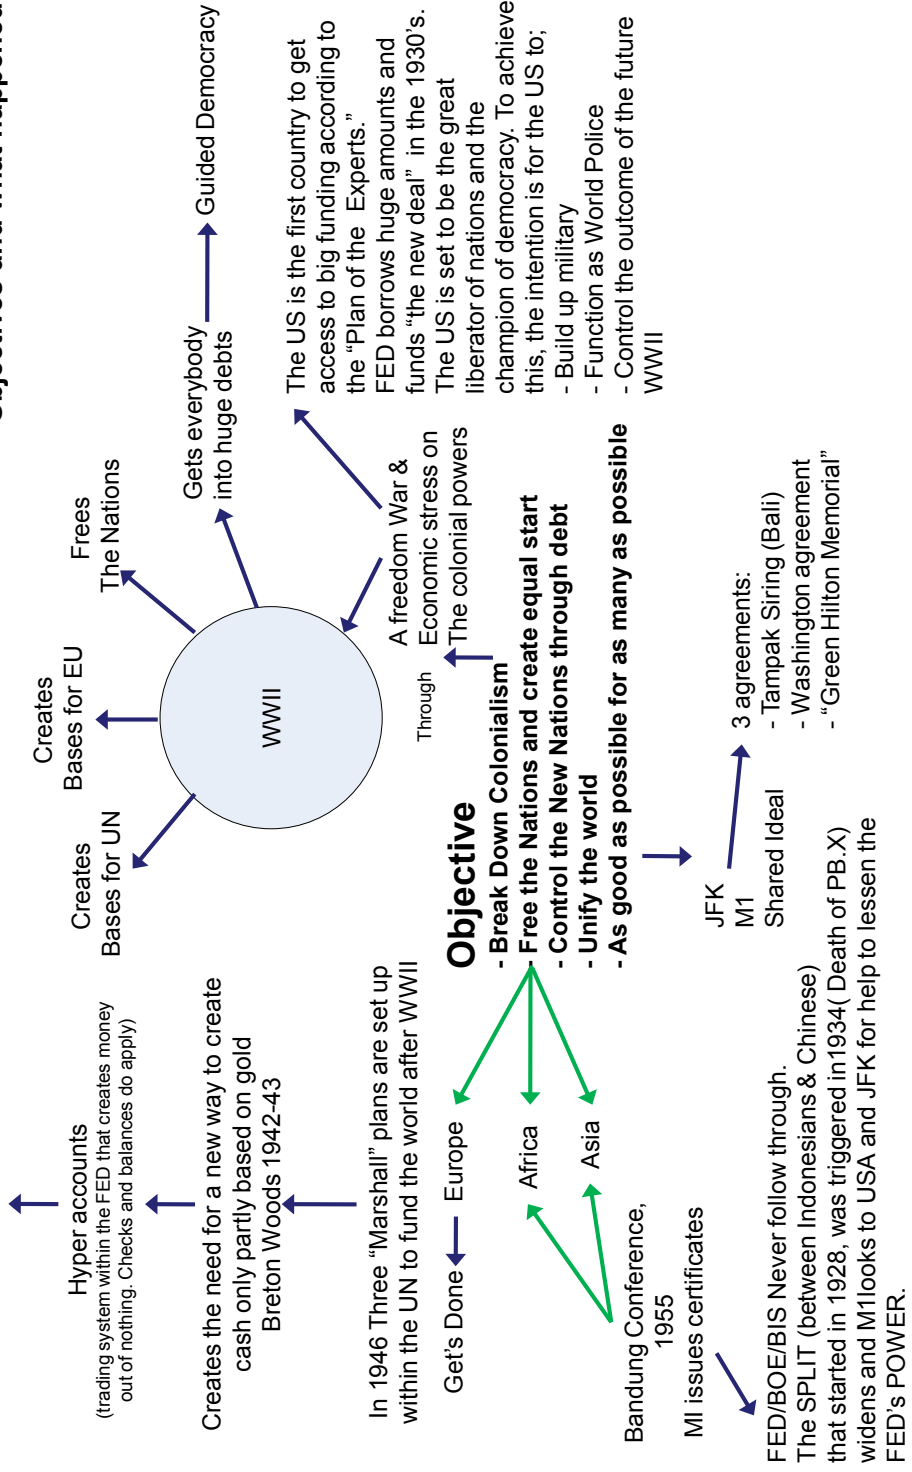 Objectives and what happened
Hyper accounts
(trading system within the FED that creates money
out of nothing. Checks and balances do apply)
Creates the need for a new way to create
cash only partly based on gold
Breton Woods 1942-43
In 1946 Three “Marshall” plans are set up
within the UN to fund the world after WWII
Get's Done
Europe
Africa
Asia
Bandung Conference,
1955
MI issues certificates
FED/BOE/BIS Never follow through.
The SPLIT (between Indonesians & Chinese)
that started in 1928, was triggered in1934( Death of PB.X)
widens and M1looks to USA and JFK for help to lessen the
FED's POWER.
Creates
Bases for UN
Creates
Bases for EU
Frees
The Nations
Gets everybody
into huge debts
Guided Democracy
WWII
A freedom War &
Economic stress on
The colonial powers
Through
Objective
- Break Down Colonialism
- Free the Nations and create equal start
- Control the New Nations through debt
- Unify the world
- As good as possible for as many as possible
JFK
M1
Shared Ideal
3 agreements:
- Tampak Siring (Bali)
- Washington agreement
- “Green Hilton Memorial”
The US is the first country to get
access to big funding according to
the “Plan of the Experts.”
FED borrows huge amounts and
funds “the new deal” in the 1930's.
The US is set to be the great
liberator of nations and the
champion of democracy. To achieve
this, the intention is for the US to;
- Build up military
- Function as World Police
- Control the outcome of the future
WWII